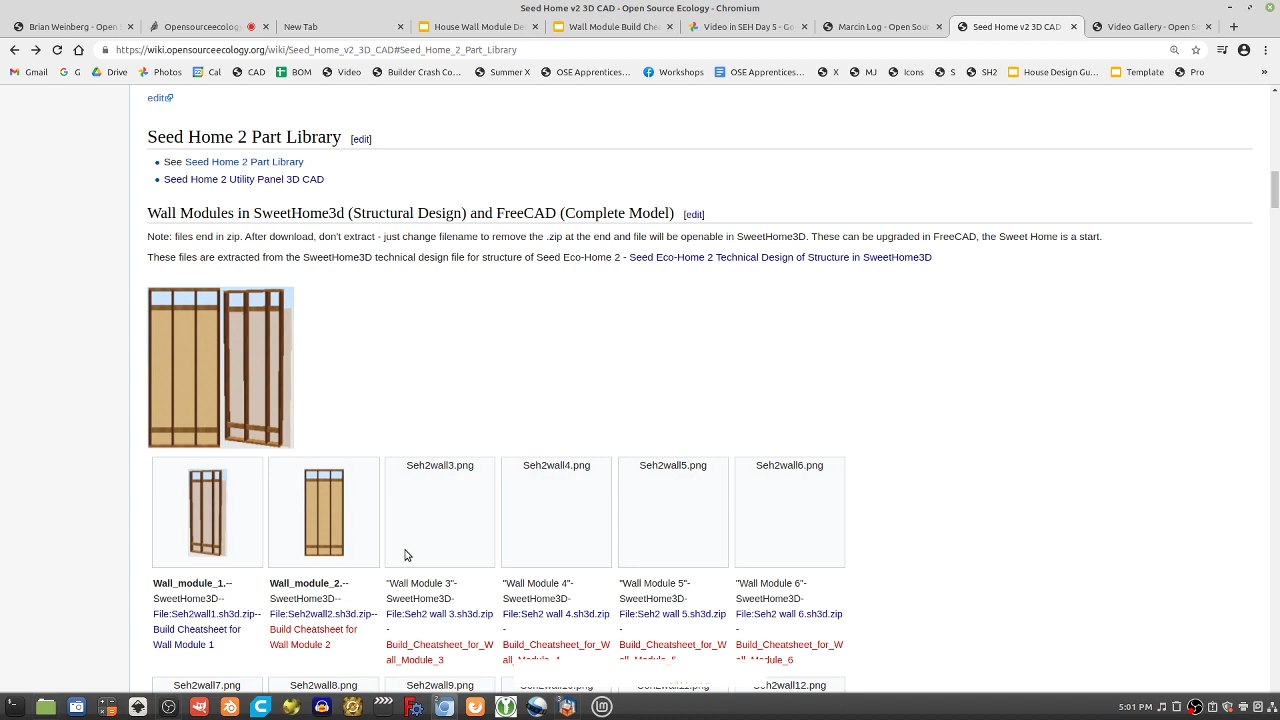 Seed Home v2 3D CAD - Open Source Ecology - Chromium
Brian Weinberg - Open
Opensourceecology
New Tab
House Wall Module De
Wall Module Build Che
Video in SEH Day 5 - Go
Marcin Log - Open Sou
Seed Home v2 3D CAD
Video Gallery - Open S
https://wiki.opensourceecology.org/wiki/Seed_Home_v2_3D_CAD#Seed_Home_2_Part_Library
Gmail G Drive Photos Cal CAD BOM Video Builder Crash Co... Summer X OSE Apprentices... Workshops OSE Apprentices... X MJ Icons S SH2 House Design Gu... Template Pro »
edit
Seed Home 2 Part Library [edit]
See Seed Home 2 Part Library
Seed Home 2 Utility Panel 3D CAD
Wall Modules in SweetHome3d (Structural Design) and FreeCAD (Complete Model) [edit]
Note: files end in zip. After download, don't extract - just change filename to remove the .zip at the end and file will be openable in SweetHome3D. These can be upgraded in FreeCAD, the Sweet Home is a start.
These files are extracted from the SweetHome3D technical design file for structure of Seed Eco-Home 2 - Seed Eco-Home 2 Technical Design of Structure in SweetHome3D
Seh2wall3.png Seh2wall4.png Seh2wall5.png Seh2wall6.png
Wall_module_1.--
SweetHome3D--
File:Seh2wall1.sh3d.zip--
Build Cheatsheet for
Wall Module 1
Wall_module_2.--
SweetHome3D--
File:Seh2wall2.sh3d.zip--
Build Cheatsheet for
Wall Module 2
"Wall Module 3"-
SweetHome3D-
File:Seh2 wall 3.sh3d.zip
-
Build_Cheatsheet_for_W
all_Module_3
"Wall Module 4"-
SweetHome3D-
File:Seh2 wall 4.sh3d.zip
-
Build_Cheatsheet_for_W
"Wall Module 5"-
SweetHome3D-
File:Seh2 wall 5.sh3d.zip
-
Build_Cheatsheet_for_W
"Wall Module 6"-
SweetHome3D-
File:Seh2 wall 6.sh3d.zip
-
Build_Cheatsheet_for_W
all_Module_6
Seh2wall7.png Seh2wall8.png Seh2wall9.png Seh2wall12.png
5:01 PM